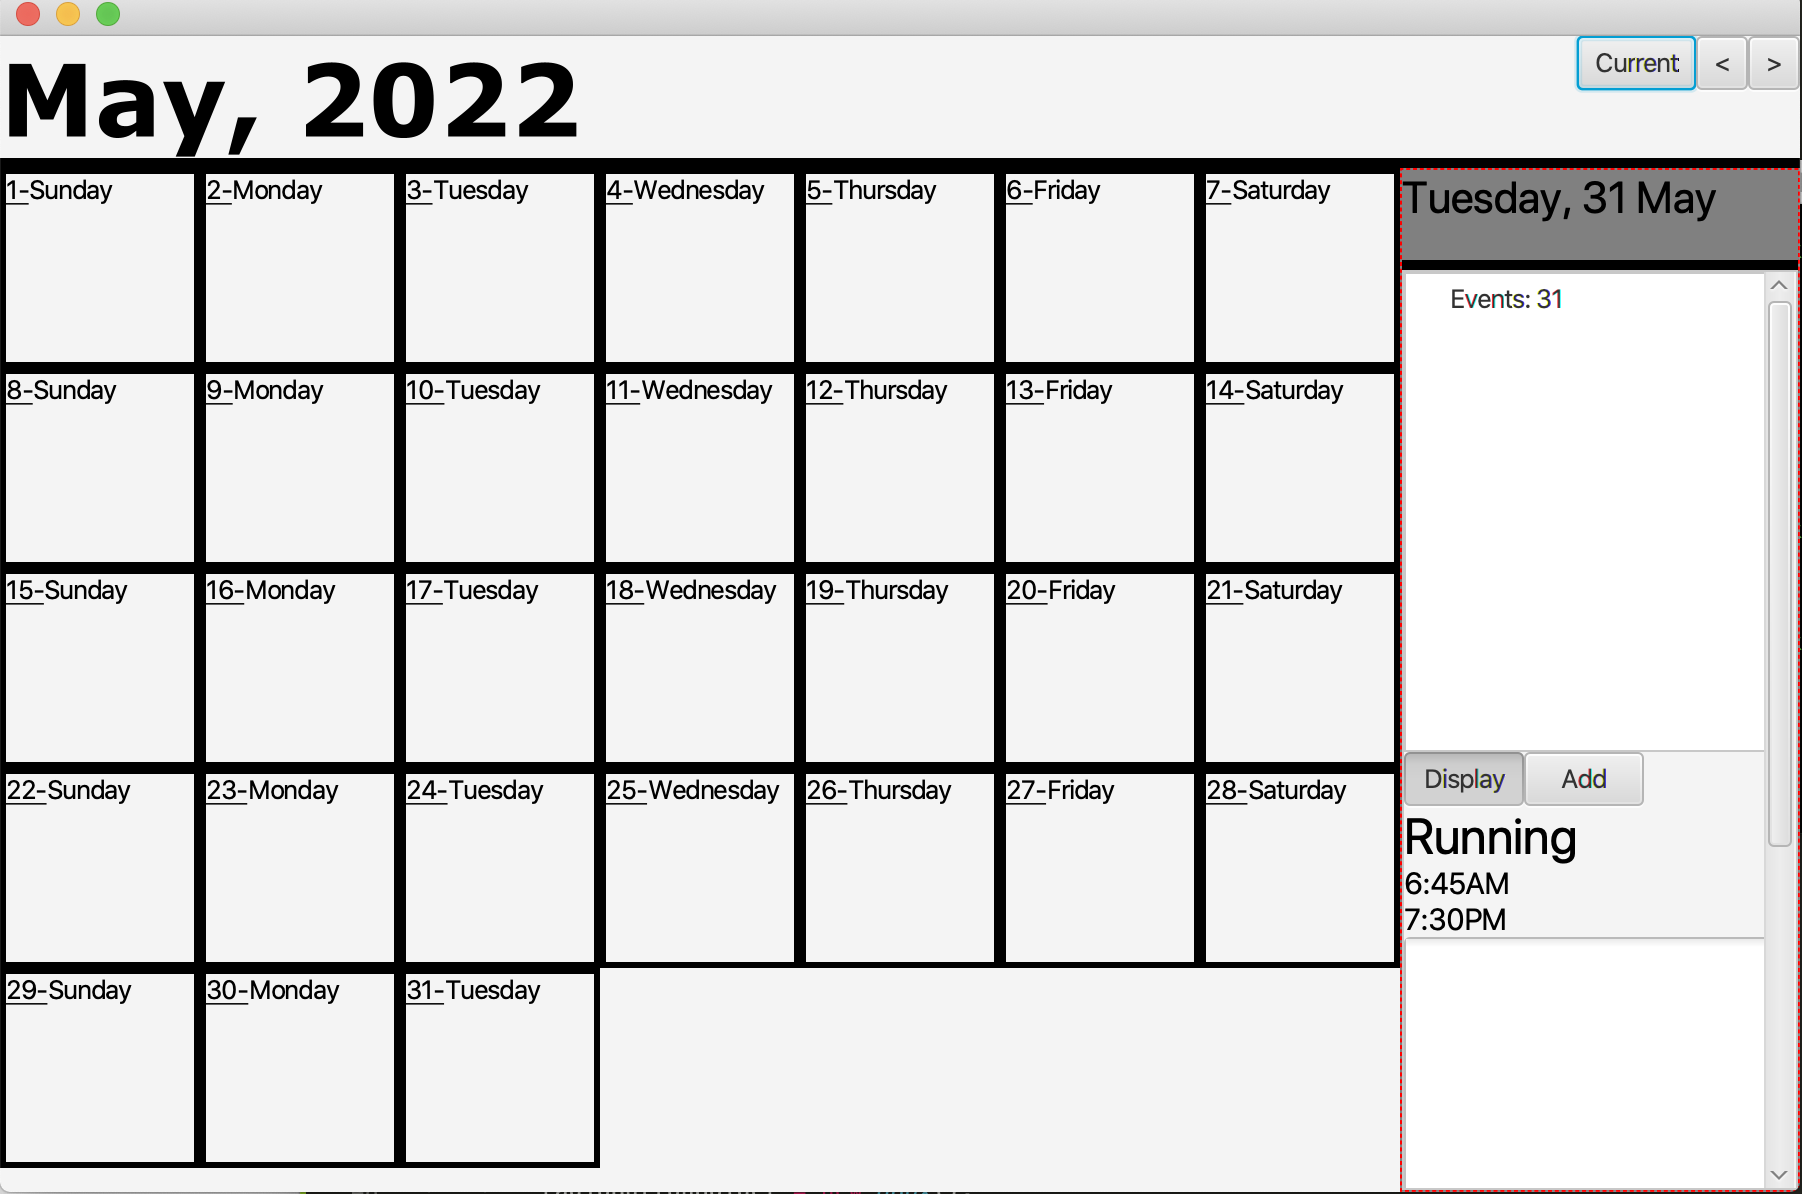 May, 2022
Current < >
1-Sunday 2-Monday 3-Tuesday 4-Wednesday 5-Thursday 6-Friday 7-Saturday
8-Sunday 9-Monday 10-Tuesday 11-Wednesday 12-Thursday 13-Friday 14-Saturday
15-Sunday 16-Monday 17-Tuesday 18-Wednesday 19-Thursday 20-Friday 21-Saturday
22-Sunday 23-Monday 24-Tuesday 25-Wednesday 26-Thursday 27-Friday 28-Saturday
29-Sunday 30-Monday 31-Tuesday
Tuesday, 31 May
Events: 31
Display Add
Running
6:45AM
7:30PM